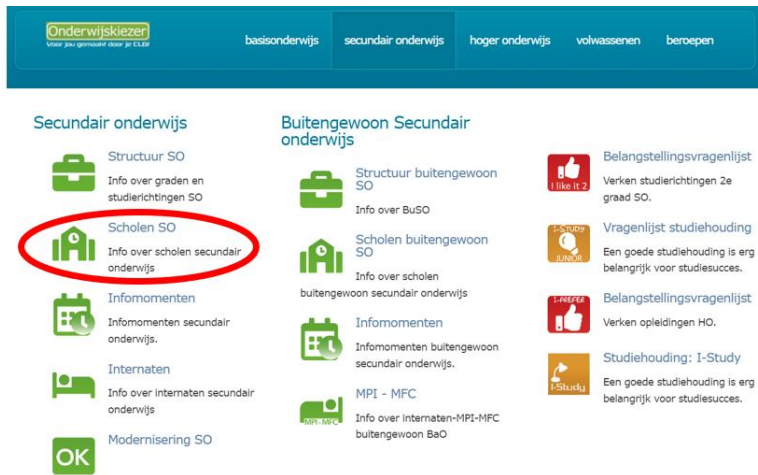 Onderwijskiezer
Voor jou gemaakt door je CLB!
basisonderwijs
secundair onderwijs
hoger onderwijs
volwassenen
beroepen
Secundair onderwijs
Structuur SO
Info over graden en
studierichtingen SO
Scholen SO
Info over scholen secundair
onderwijs
Infomomenten
Infomomenten secundair
onderwijs.
Internaten
Info over internaten secundair
onderwijs
Modernisering SO
OK
Buitengewoon Secundair
onderwijs
Structuur buitengewoon
SO
Info over BuSO
Scholen buitengewoon
SO
Info over scholen
buitengewoon secundair onderwijs
Infomomenten
Infomomenten buitengewoon
secundair onderwijs.
MPI - MFC
MPI-MFC
Info over internaten-MPI-MFC
buitengewoon BaO
Belangstellingsvragenlijst
I like it 2
Verken studierichtingen 2e
graad SO.
Vragenlijst studiehouding
I-STUDY
JUNIOR
Een goede studiehouding is erg
belangrijk voor studiesucces.
Belangstellingsvragenlijst
I-PREFER
Verken opleidingen HO.
Studiehouding: I-Study
I-Study
Een goede studiehouding is erg
belangrijk voor studiesucces.